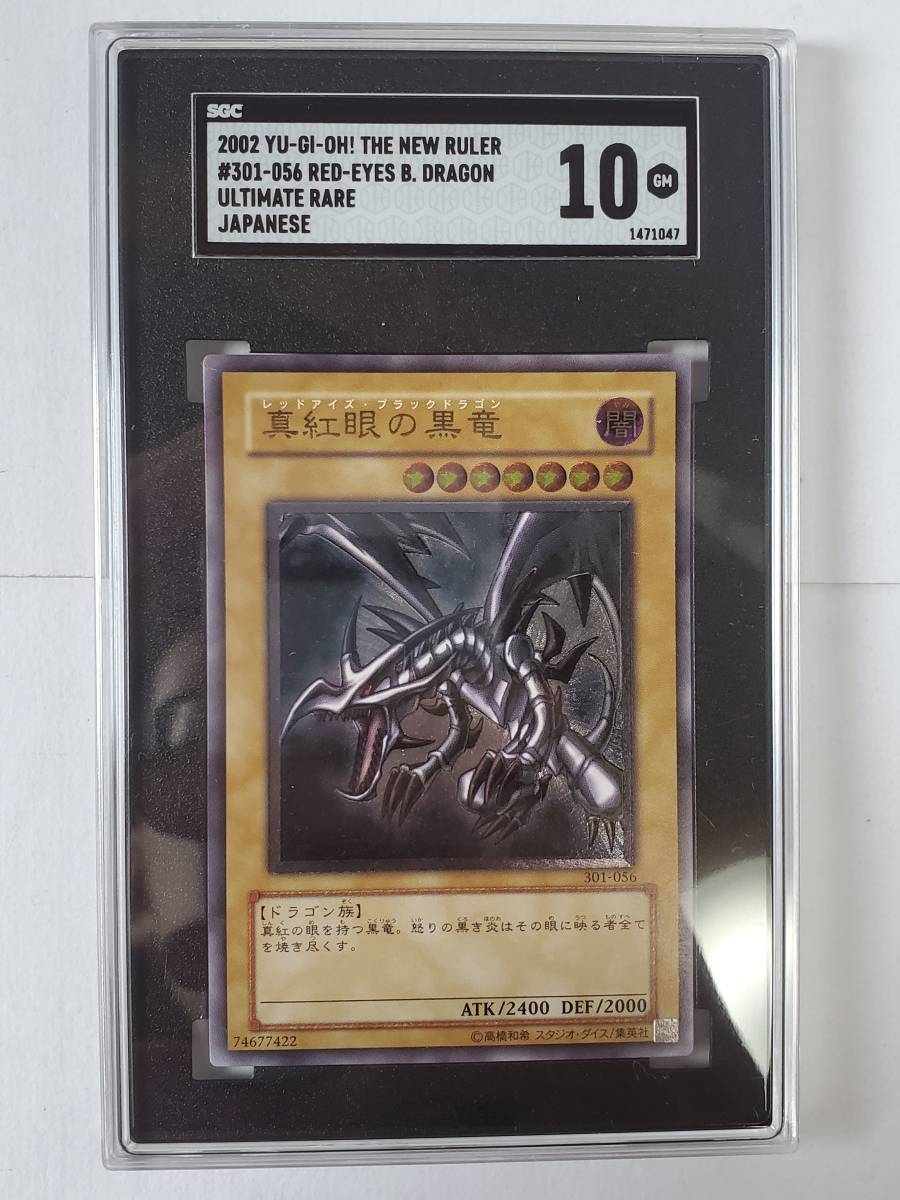 SGC
2002 YU-GI-OH! THE NEW RULER
#301-056 RED-EYES B. DRAGON
ULTIMATE RARE
JAPANESE
10
GM
1471047
レッドアイズ・ブラックドラゴン
真紅眼の黒竜
やみ
闇
301-056
【ドラゴン族】
真紅の眼を持つ黒竜。怒りの黒き炎はその眼に映る者全て
を焼き尽くす。
ATK/2400 DEF/2000
74677422
©高橋和希 スタジオ・ダイス/集英社